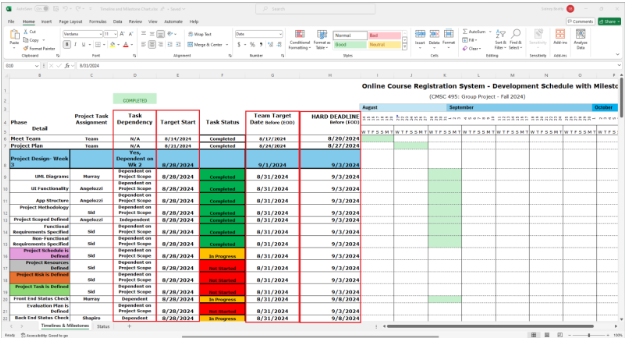 File Home Insert Page Layout Formulas Data Review View Automate Help
Comments Share
Cut
Copy
Format Painter
Wrap Text
Merge & Center
Date
Conditional Formatting Format as Table
Normal Bad
Good Neutral
Insert Delete Format
AutoSum
Fill
Clear
Sort & Filter Find & Select
Sensitivity Add-ins Analyze Data
Clipboard Font Alignment Number Styles Cells Editing Sensitivity Add-ins
8/31/2024
Online Course Registration System - Development Schedule with Milesto
COMPLETED
(CMSC 495: Group Project - Fall 2024)
August September October
Phase Detail Project Task Assignment Task Dependency Target Start Task Status Team Target Date Before (EOD) HARD DEADLINE Before (EOD)
Meet Team Team N/A 8/14/2024 Completed 8/17/2024 8/20/2024
Project Plan Team N/A 8/21/2024 Completed 8/24/2024 8/27/2024
Project Design- Week 3 Yes, Dependent on Wk 2 8/28/2024 9/1/2024 9/3/2024
UML Diagrams Murray Dependent on Project Scope 8/28/2024 Completed 8/31/2024 9/3/2024
UI Functionality Angelozzi Dependent on Project Scope 8/28/2024 Completed 8/31/2024 9/3/2024
App Structure Angelozzi Dependent on Project Scope 8/28/2024 Completed 8/31/2024 9/3/2024
Project Methodology Sid Dependent on Project Scope 8/28/2024 Completed 8/31/2024 9/3/2024
Project Scoped Defined Angelozzi Independent 8/28/2024 Completed 8/31/2024 9/3/2024
Functional Requirements Specified Sid Dependent on Project Scope 8/28/2024 Completed 8/31/2024 9/3/2024
Non-Functional Requirements Specified Sid Dependent on Project Scope 8/28/2024 Completed 8/31/2024 9/3/2024
Project Schedule is Defined Sid Dependent on Project Scope 8/28/2024 In Progress 8/31/2024 9/3/2024
Project Resources Defined Sid Dependent on Project Scope 8/28/2024 Not Started 8/31/2024 9/3/2024
Project Risk is Defined Sid Dependent on Project Scope 8/28/2024 Not Started 8/31/2024 9/3/2024
Project Task is Defined Sid Dependent on Project Scope 8/28/2024 Not Started 8/31/2024 9/3/2024
Front End Status Check Murray Dependent 8/28/2024 In Progress 8/31/2024 9/3/2024
Evaluation Plan is Defined Dependent on Project Scope 8/28/2024 Not Started 8/31/2024 9/3/2024
Back End Status Check Shapiro Dependent 8/28/2024 In Progress 8/31/2024 9/8/2024
Timelines & Milestones Status
Ready Accessibility: Good to go 100%